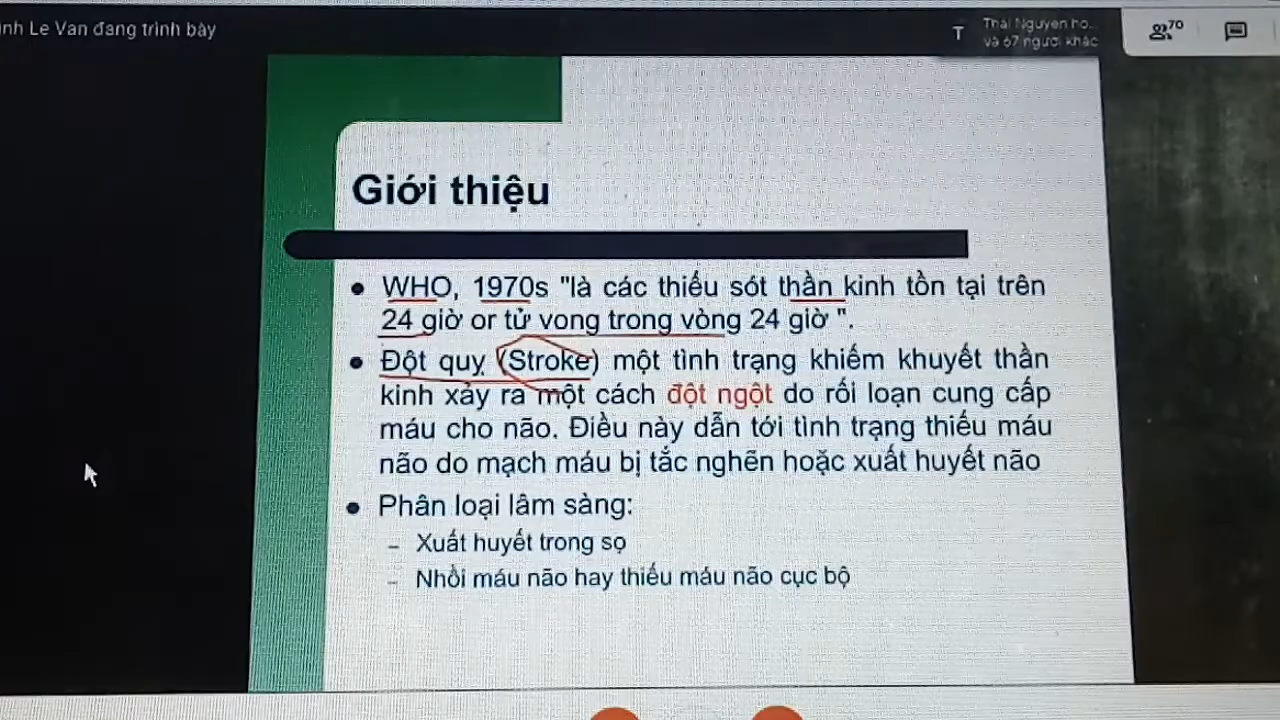 inh Le Van đang trình bày
T
Thai Nguyen ho...
và 67 người khác
70
Giới thiệu
WHO, 1970s "là các thiếu sót thần kinh tồn tại trên
24 giờ or tử vong trong vòng 24 giờ ".
Đột quỵ (Stroke) một tình trạng khiếm khuyết thần
kinh xảy ra một cách đột ngột do rối loạn cung cấp
máu cho não. Điều này dẫn tới tình trạng thiếu máu
não do mạch máu bị tắc nghẽn hoặc xuất huyết não
Phân loại lâm sàng:
– Xuất huyết trong sọ
– Nhồi máu não hay thiếu máu não cục bộ